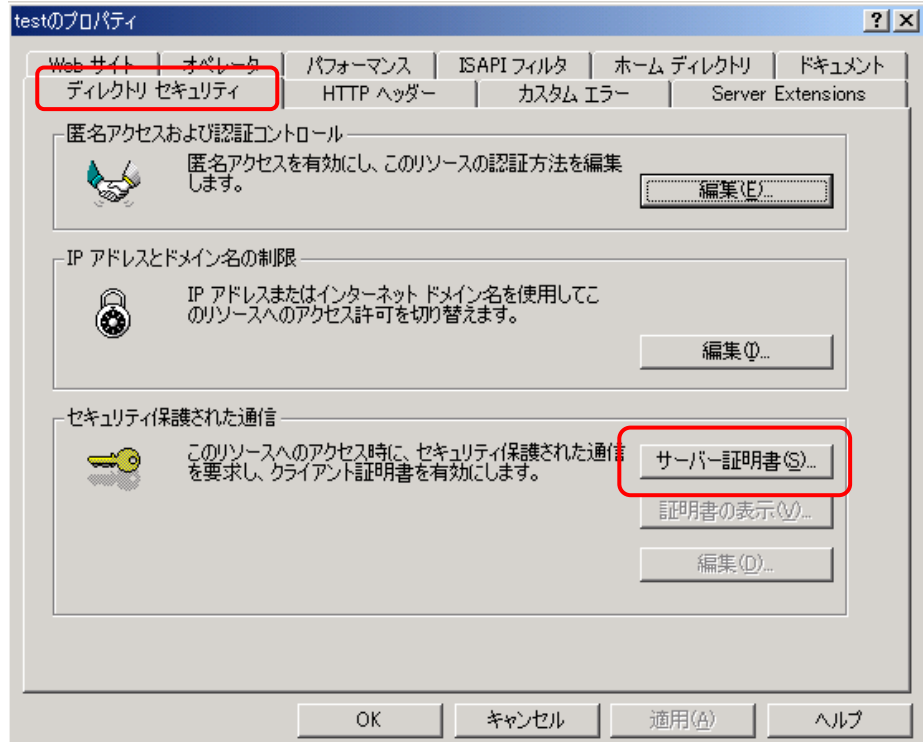 testのプロパティ
Web サイト オペレータ パフォーマンス ISAPI フィルタ ホーム ディレクトリ ドキュメント
ディレクトリ セキュリティ HTTP ヘッダー カスタム エラー Server Extensions
匿名アクセスおよび認証コントロール
匿名アクセスを有効にし、このリソースの認証方法を編集
します。
編集(E)...
IP アドレスとドメイン名の制限
IP アドレスまたはインターネット ドメイン名を使用してこ
のリソースへのアクセス許可を切り替えます。
編集(I)...
セキュリティ保護された通信
このリソースへのアクセス時に、セキュリティ保護された通信
を要求し、クライアント証明書を有効にします。
サーバー証明書(S)...
証明書の表示(V)...
編集(D)...
OK キャンセル 適用(A) ヘルプ